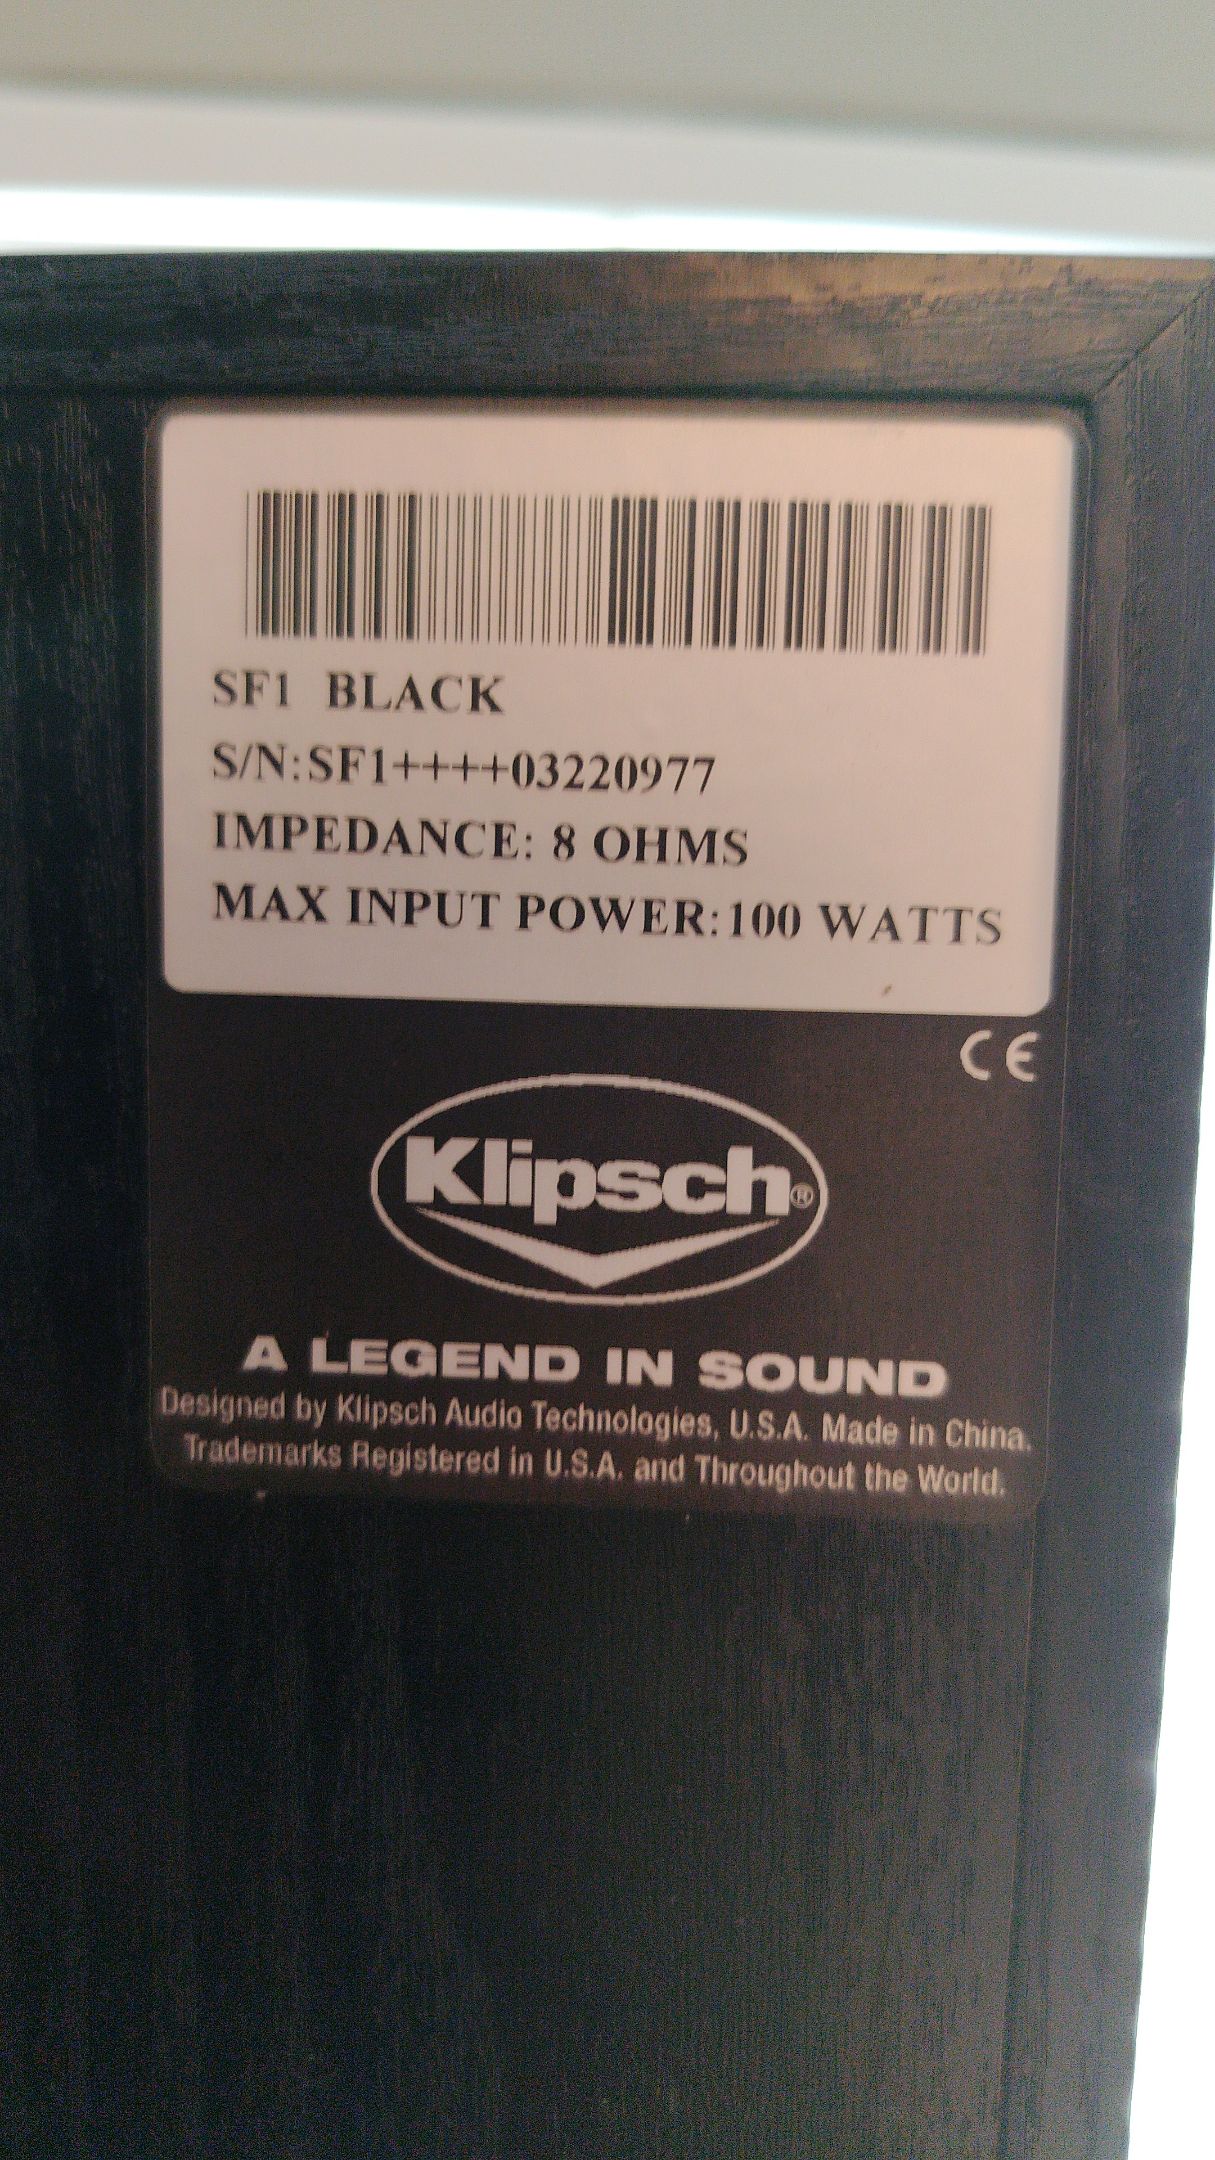 SF1 BLACK
S/N:SF1++++03220977
IMPEDANCE: 8 OHMS
MAX INPUT POWER:100 WATTS
CE
Klipsch®
A LEGEND IN SOUND
Designed by Klipsch Audio Technologies, U.S.A. Made in China.
Trademarks Registered in U.S.A. and Throughout the World.